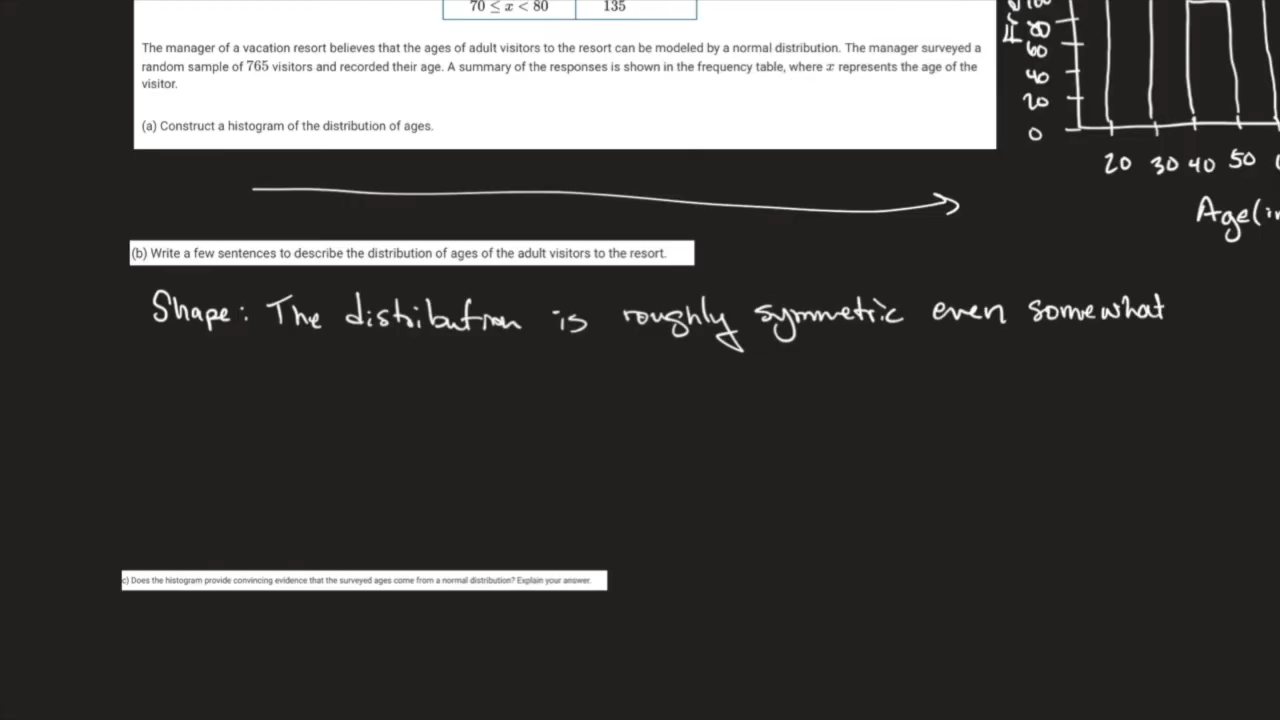 70 ≤ x < 80 135
The manager of a vacation resort believes that the ages of adult visitors to the resort can be modeled by a normal distribution. The manager surveyed a
random sample of 765 visitors and recorded their age. A summary of the responses is shown in the frequency table, where x represents the age of the
visitor.
(a) Construct a histogram of the distribution of ages.
80
60
40
20
0
20 30 40 50
Age(in
(b) Write a few sentences to describe the distribution of ages of the adult visitors to the resort.
Shape: The distribution is roughly symmetric even somewhat
c) Does the histogram provide convincing evidence that the surveyed ages come from a normal distribution? Explain your answer.